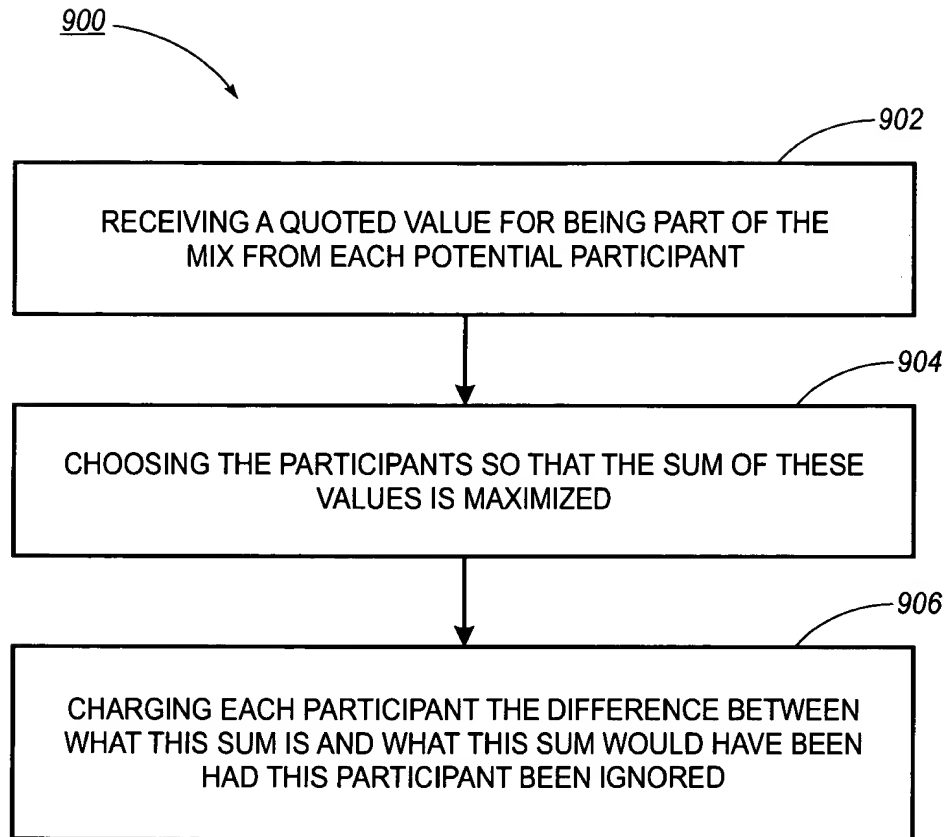 900
902
RECEIVING A QUOTED VALUE FOR BEING PART OF THE
MIX FROM EACH POTENTIAL PARTICIPANT
904
CHOOSING THE PARTICIPANTS SO THAT THE SUM OF THESE
VALUES IS MAXIMIZED
906
CHARGING EACH PARTICIPANT THE DIFFERENCE BETWEEN
WHAT THIS SUM IS AND WHAT THIS SUM WOULD HAVE BEEN
HAD THIS PARTICIPANT BEEN IGNORED